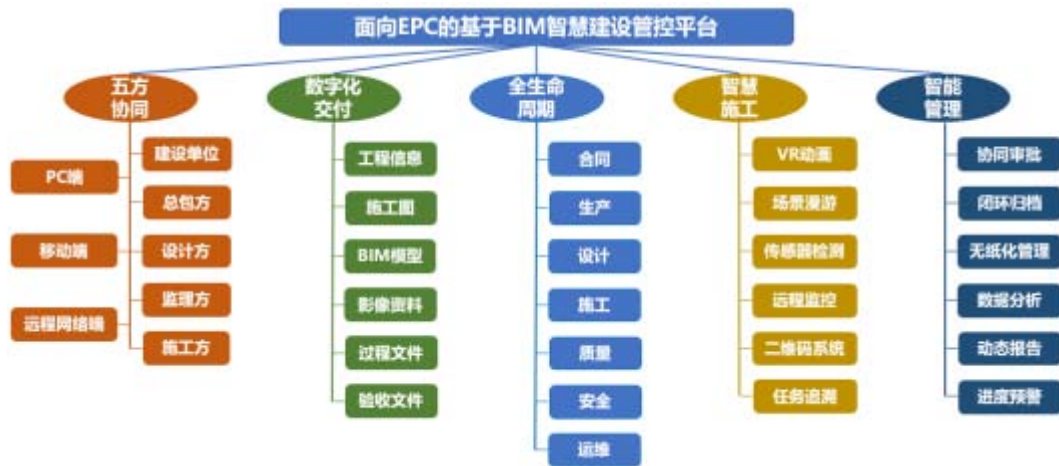 面向EPC的基于BIM智慧建设管控平台
五方
协同
PC端
移动端
远程网络端
建设单位
总包方
设计方
监理方
施工方
数字化
交付
工程信息
施工图
BIM模型
影像资料
过程文件
验收文件
全生命
周期
合同
生产
设计
施工
质量
安全
运维
智慧
施工
VR动画
场景漫游
传感器检测
远程监控
二维码系统
任务追溯
智能
管理
协同审批
闭环归档
无纸化管理
数据分析
动态报告
进度预警